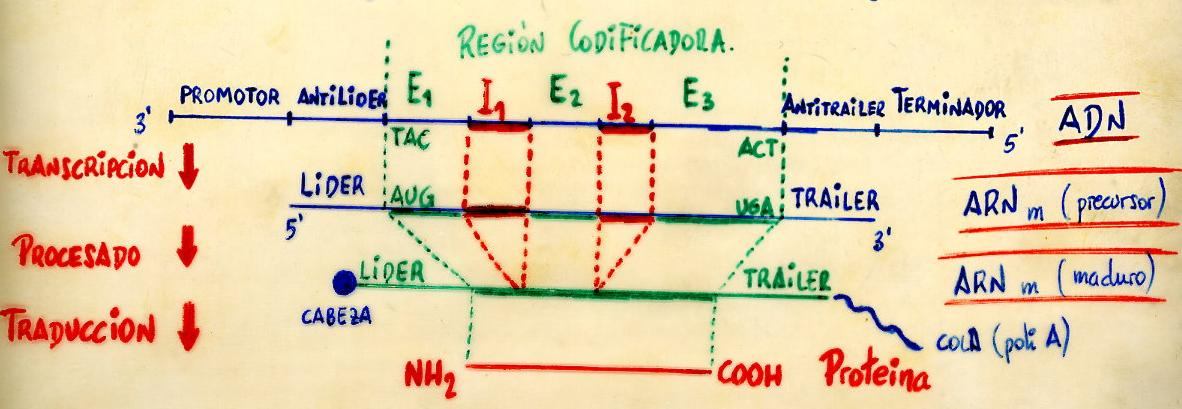 REGIÓN CODIFICADORA.
PROMOTOR ANTILIDER E1 I1 E2 I2 E3 ANTITRAILER TERMINADOR
3' TAC ACT 5' ADN
TRANSCRIPCION
LIDER AUG UGA TRAILER ARN m (precursor)
5' 3'
PROCESADO
LÍDER TRAILER ARN m (maduro)
CABEZA
COLA (poli A)
TRADUCCION
NH2 COOH Proteina